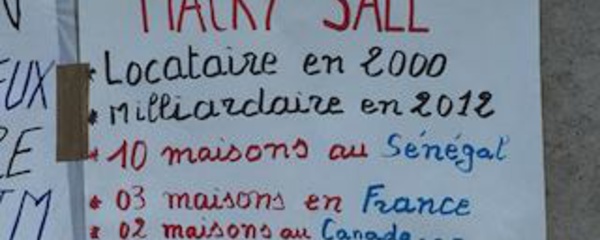 MACKY SALL
* Locataire en 2000
* Milliardaire en 2012
* 10 maisons au Sénégal
* 03 maisons en France
* 02 maisons au Canada
EUX